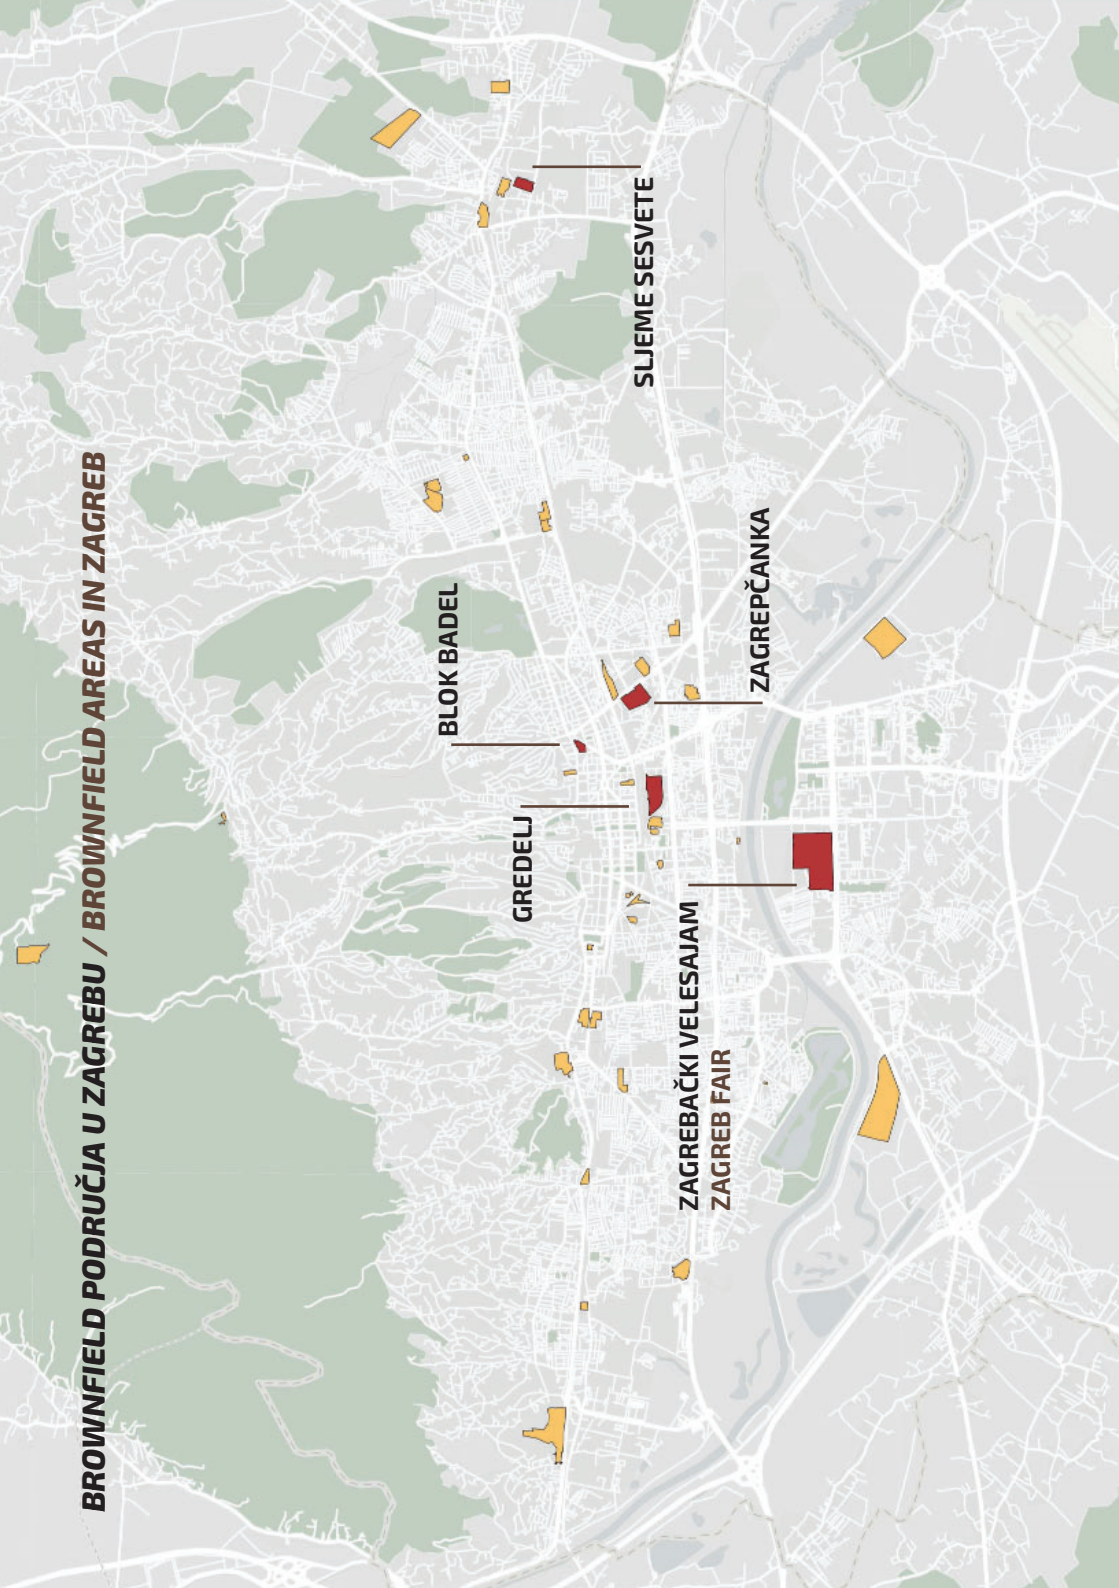 BROWNFIELD PODRUČJA U ZAGREBU / BROWNFIELD AREAS IN ZAGREB
BLOK BADEL
GREDELJ
SLJEME SESVETE
ZAGREBAČKI VELESAJAM
ZAGREB FAIR
ZAGREPČANKA